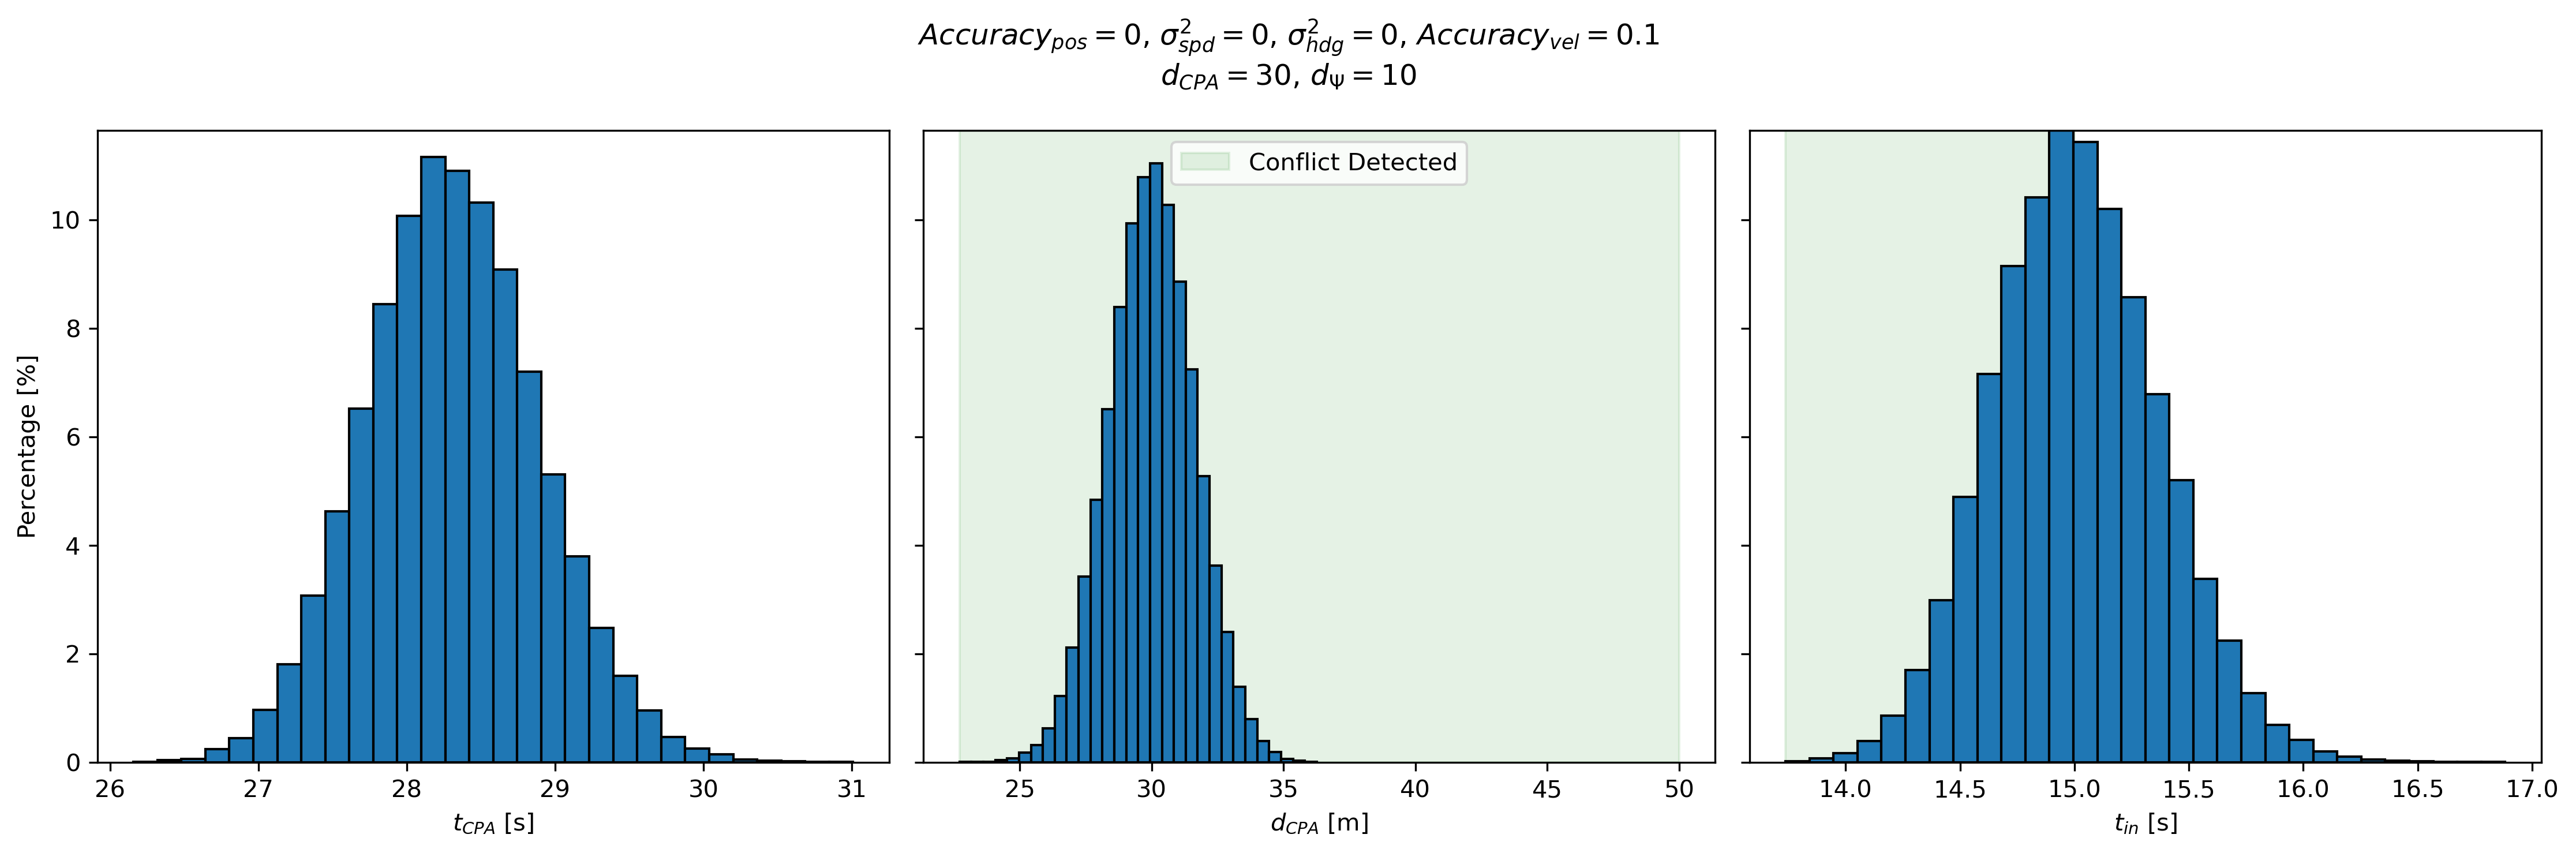 Accuracy_pos = 0, σ²_spd = 0, σ²_hdg = 0, Accuracy_vel = 0.1
d_CPA = 30, d_Ψ = 10
Percentage [%]
10
8
6
4
2
0
26 27 28 29 30 31
t_CPA [s]
Conflict Detected
25 30 35 40 45 50
d_CPA [m]
14.0 14.5 15.0 15.5 16.0 16.5 17.0
t_in [s]